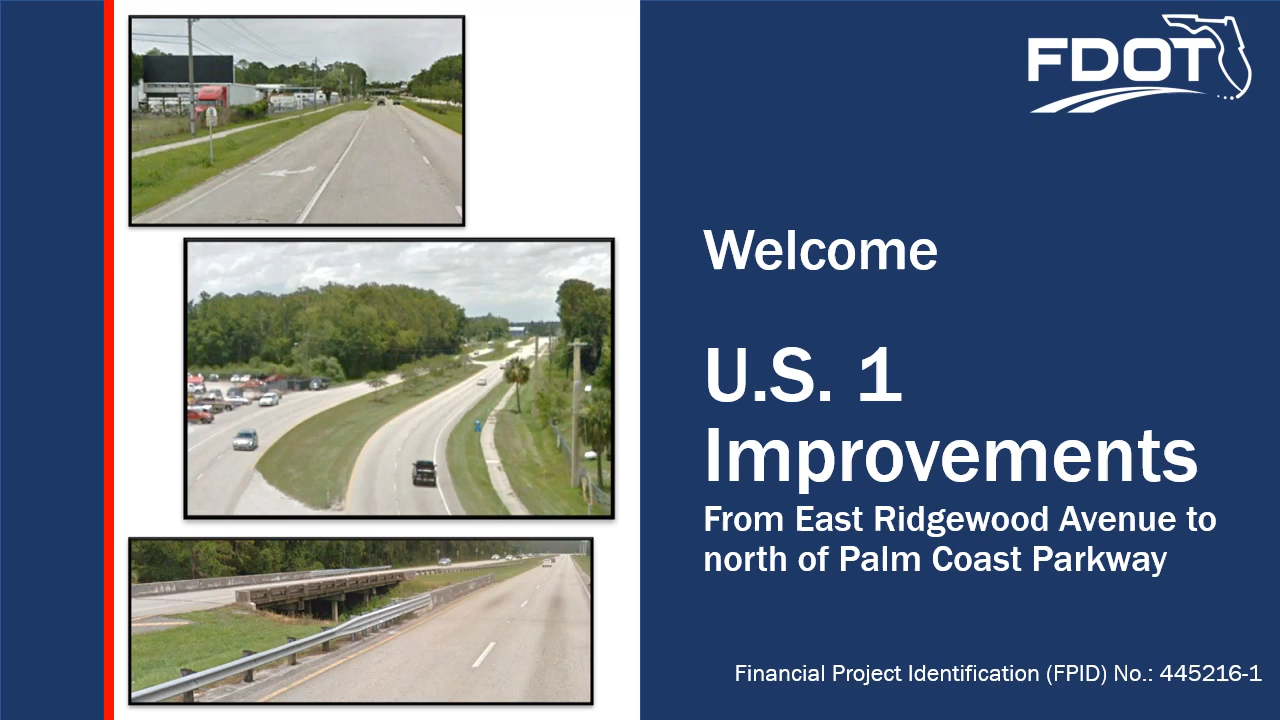 FDOT
Welcome
U.S. 1
Improvements
From East Ridgewood Avenue to
north of Palm Coast Parkway
Financial Project Identification (FPID) No.: 445216-1